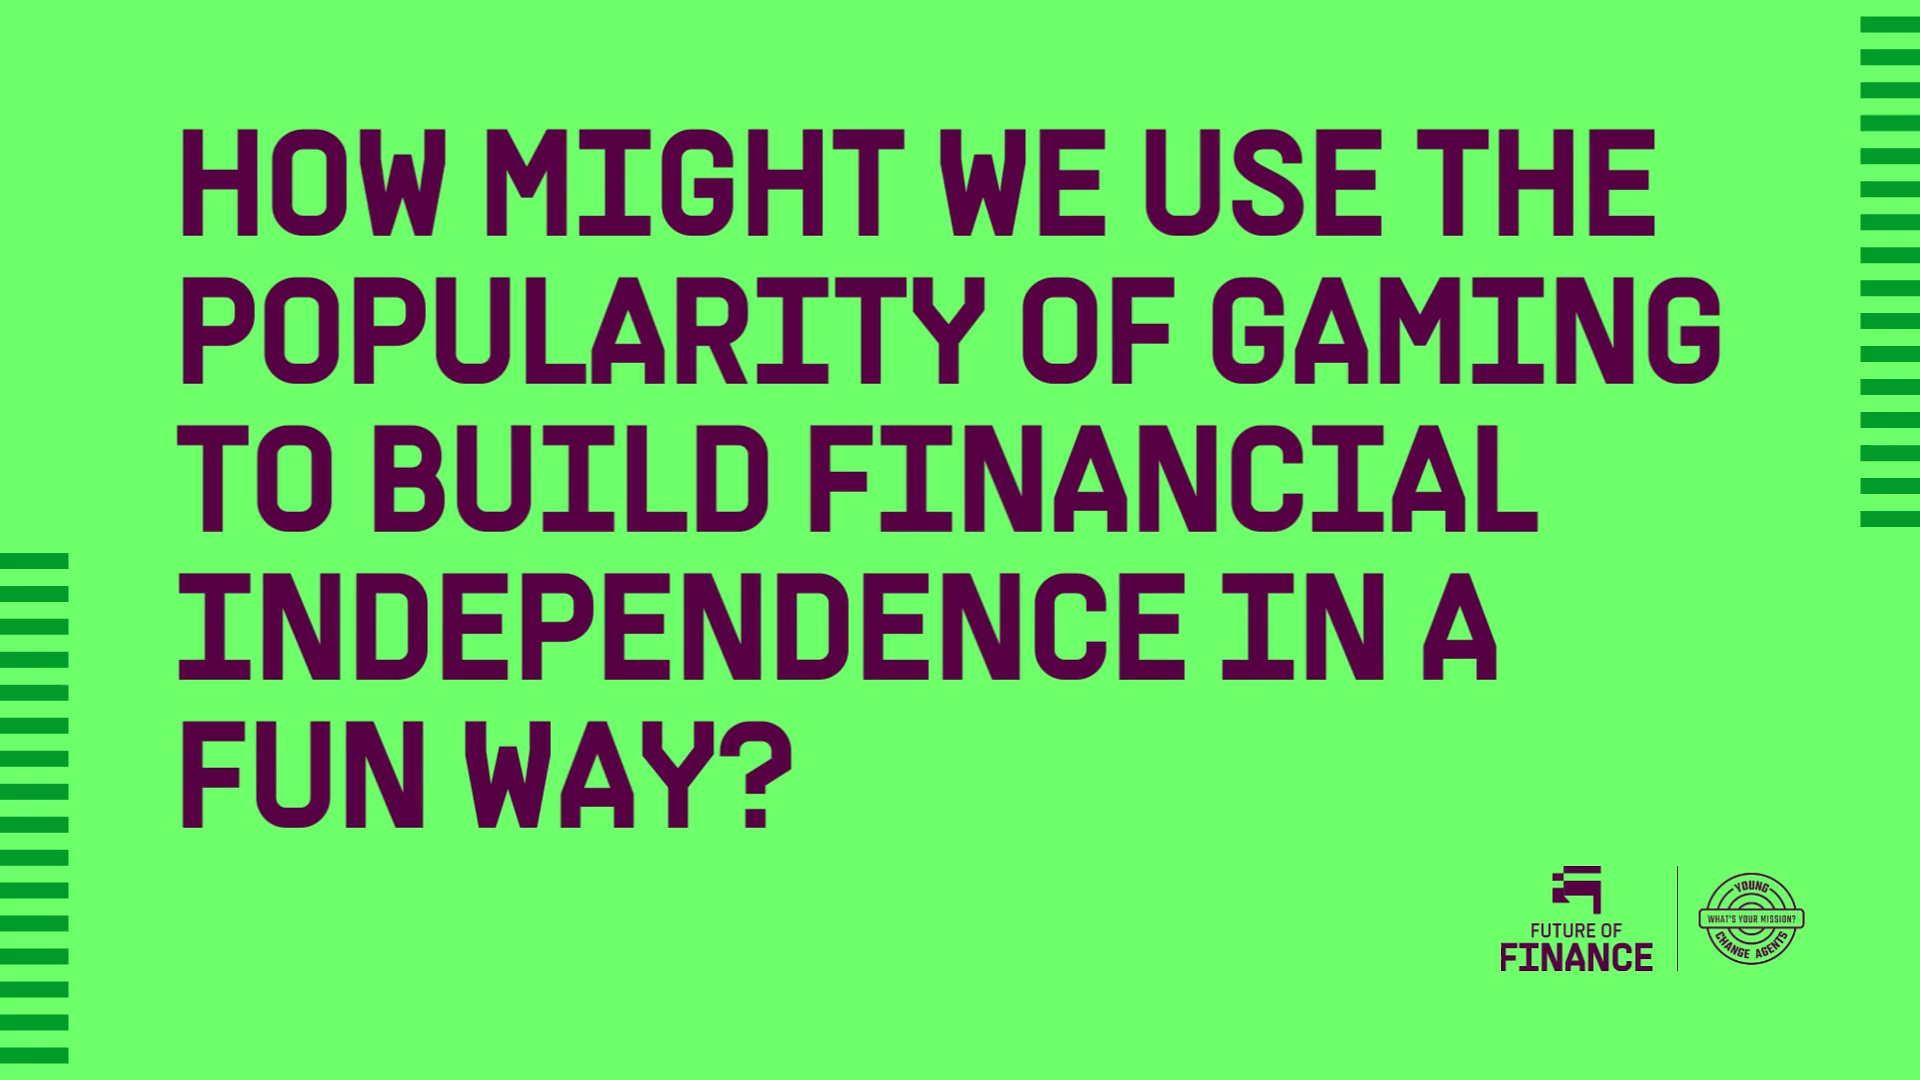 HOW MIGHT WE USE THE
POPULARITY OF GAMING
TO BUILD FINANCIAL
INDEPENDENCE IN A
FUN WAY?
FUTURE OF
FINANCE
YOUNG
WHAT'S YOUR MISSION?
CHANGE AGENTS